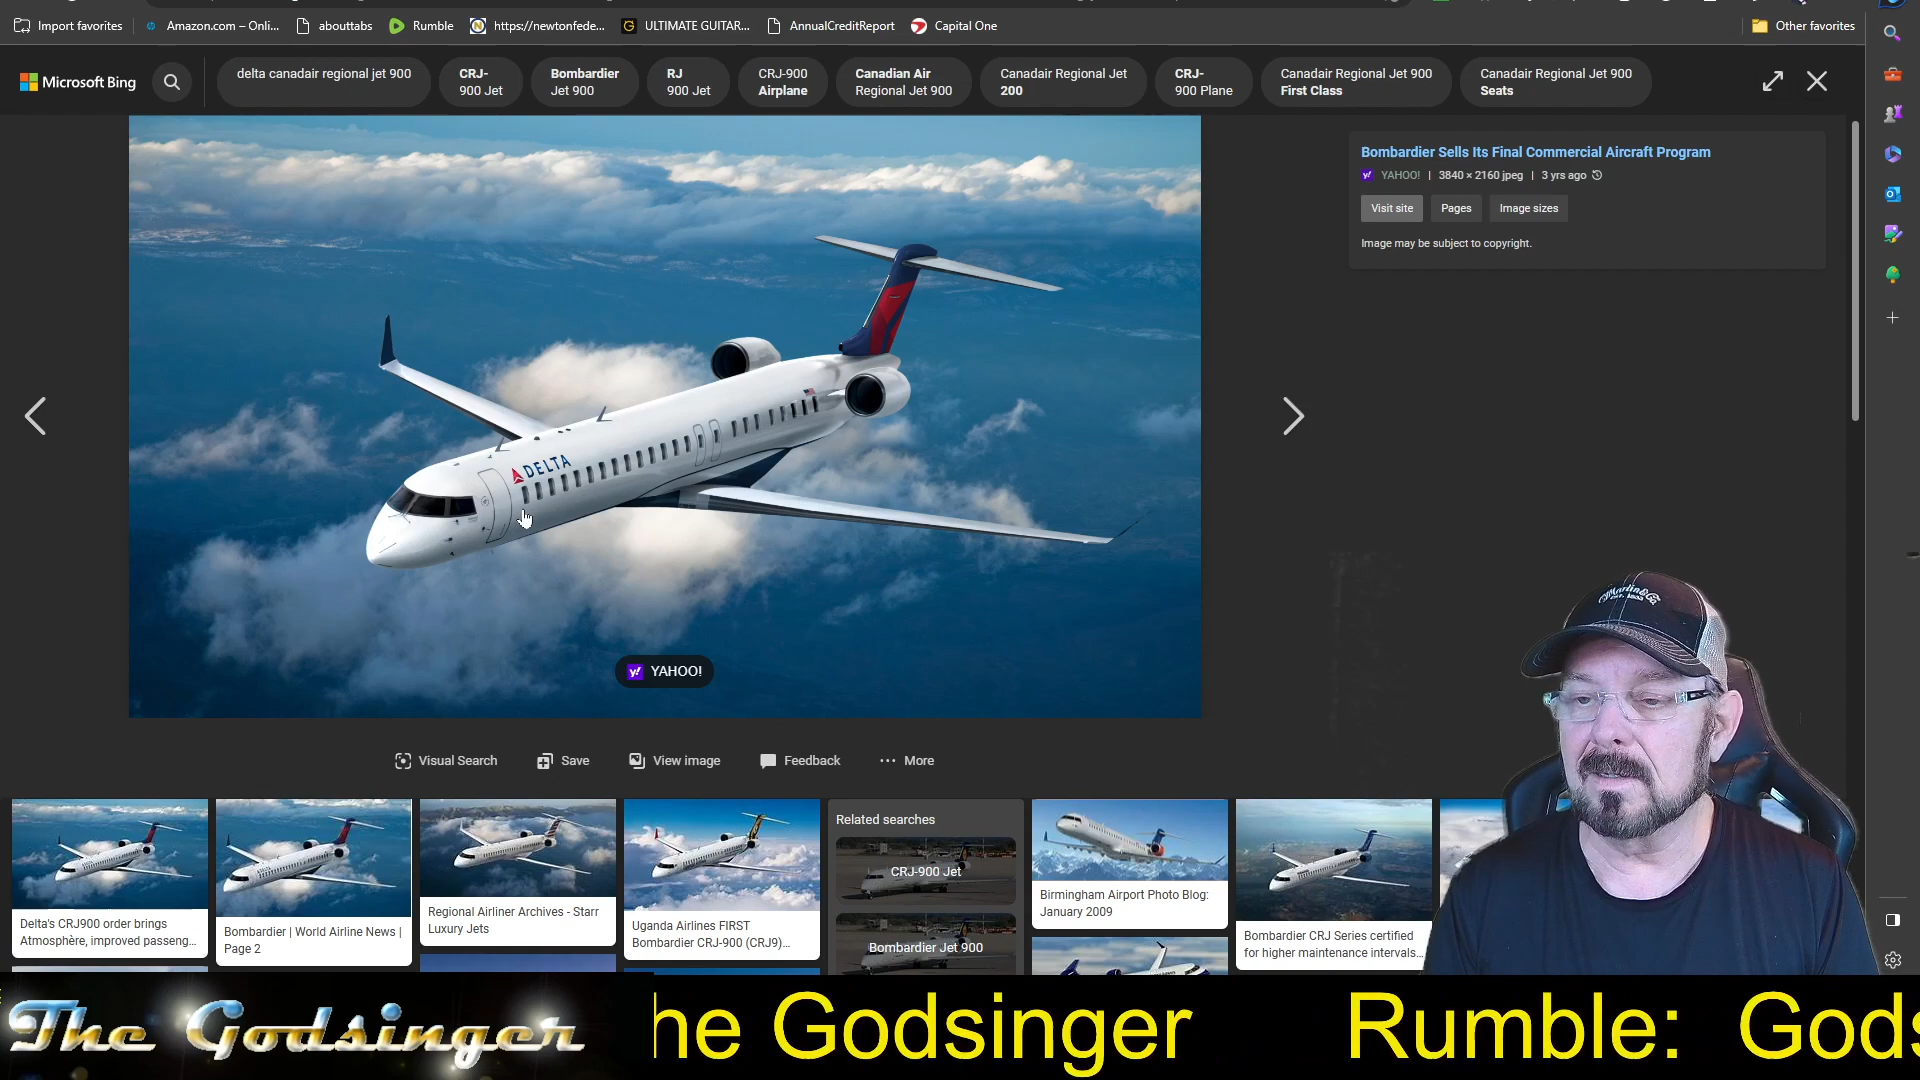 Import favorites
Amazon.com – Onli...
abouttabs
Rumble
https://newtonfede...
ULTIMATE GUITAR...
AnnualCreditReport
Capital One
Other favorites
Microsoft Bing
delta canadair regional jet 900
CRJ-
900 Jet
Bombardier
Jet 900
RJ
900 Jet
CRJ-900
Airplane
Canadian Air
Regional Jet 900
Canadair Regional Jet
200
CRJ-
900 Plane
Canadair Regional Jet 900
First Class
Canadair Regional Jet 900
Seats
Bombardier Sells Its Final Commercial Aircraft Program
y! YAHOO! | 3840 × 2160 jpeg | 3 yrs ago
Visit site
Pages
Image sizes
Image may be subject to copyright.
DELTA
y! YAHOO!
Visual Search
Save
View image
Feedback
More
Delta's CRJ900 order brings
Atmosphère, improved passeng...
Bombardier | World Airline News |
Page 2
Regional Airliner Archives - Starr
Luxury Jets
Uganda Airlines FIRST
Bombardier CRJ-900 (CRJ9)...
Related searches
CRJ-900 Jet
Bombardier Jet 900
Birmingham Airport Photo Blog:
January 2009
Bombardier CRJ Series certified
for higher maintenance intervals...
The Godsinger
he Godsinger
Rumble: Gods